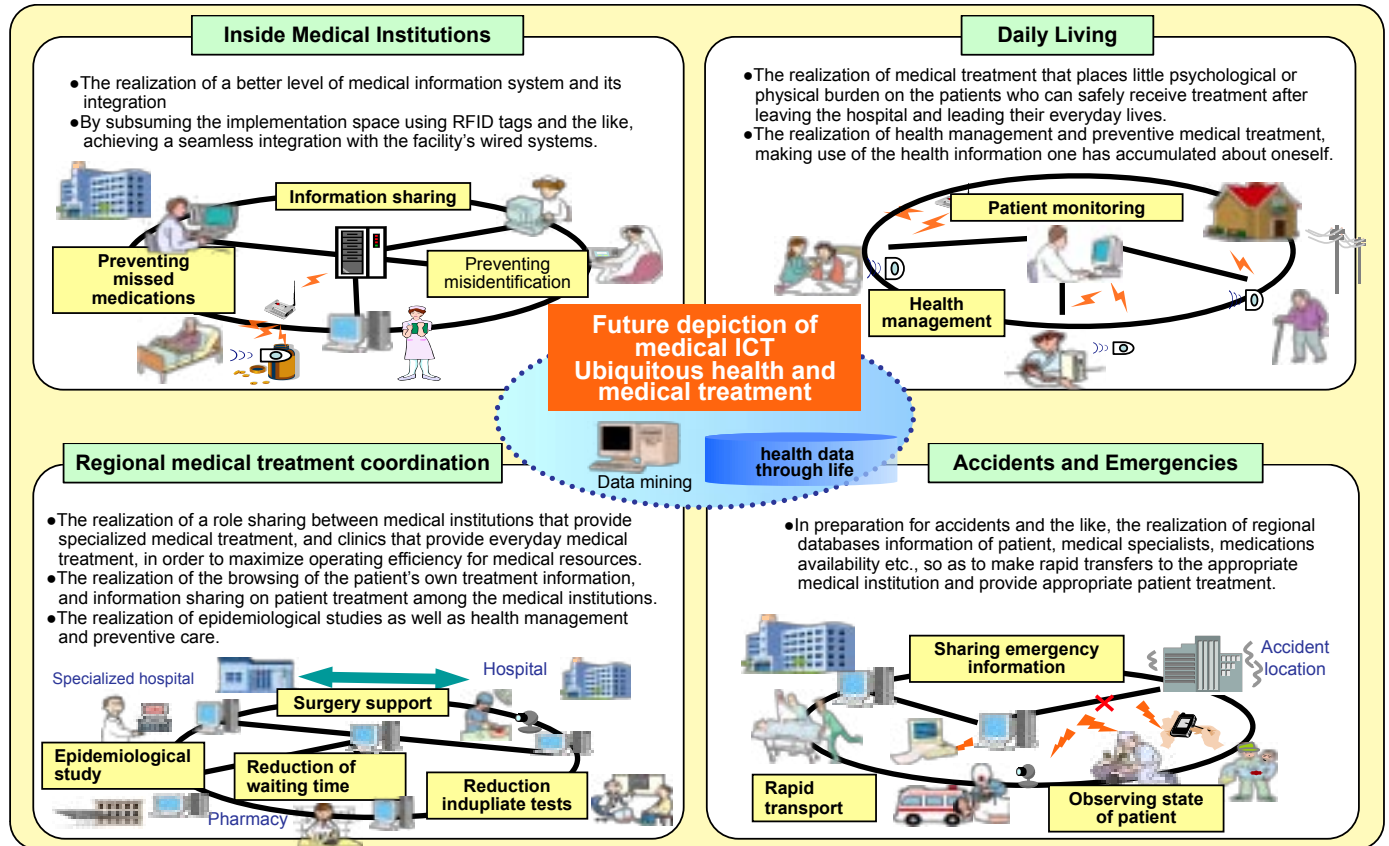 Inside Medical Institutions
●The realization of a better level of medical information system and its
integration
●By subsuming the implementation space using RFID tags and the like,
achieving a seamless integration with the facility's wired systems.
Information sharing
Preventing
missed
medications
Preventing
misidentification
Daily Living
●The realization of medical treatment that places little psychological or
physical burden on the patients who can safely receive treatment after
leaving the hospital and leading their everyday lives.
●The realization of health management and preventive medical treatment,
making use of the health information one has accumulated about oneself.
Patient monitoring
Health
management
Future depiction of
medical ICT
Ubiquitous health and
medical treatment
Data mining
health data
through life
Regional medical treatment coordination
●The realization of a role sharing between medical institutions that provide
specialized medical treatment, and clinics that provide everyday medical
treatment, in order to maximize operating efficiency for medical resources.
●The realization of the browsing of the patient's own treatment information,
and information sharing on patient treatment among the medical institutions.
●The realization of epidemiological studies as well as health management
and preventive care.
Specialized hospital
Hospital
Surgery support
Epidemiological
study
Reduction of
waiting time
Reduction
indupliate tests
Pharmacy
Accidents and Emergencies
●In preparation for accidents and the like, the realization of regional
databases information of patient, medical specialists, medications
availability etc., so as to make rapid transfers to the appropriate
medical institution and provide appropriate patient treatment.
Sharing emergency
information
Accident
location
Rapid
transport
Observing state
of patient